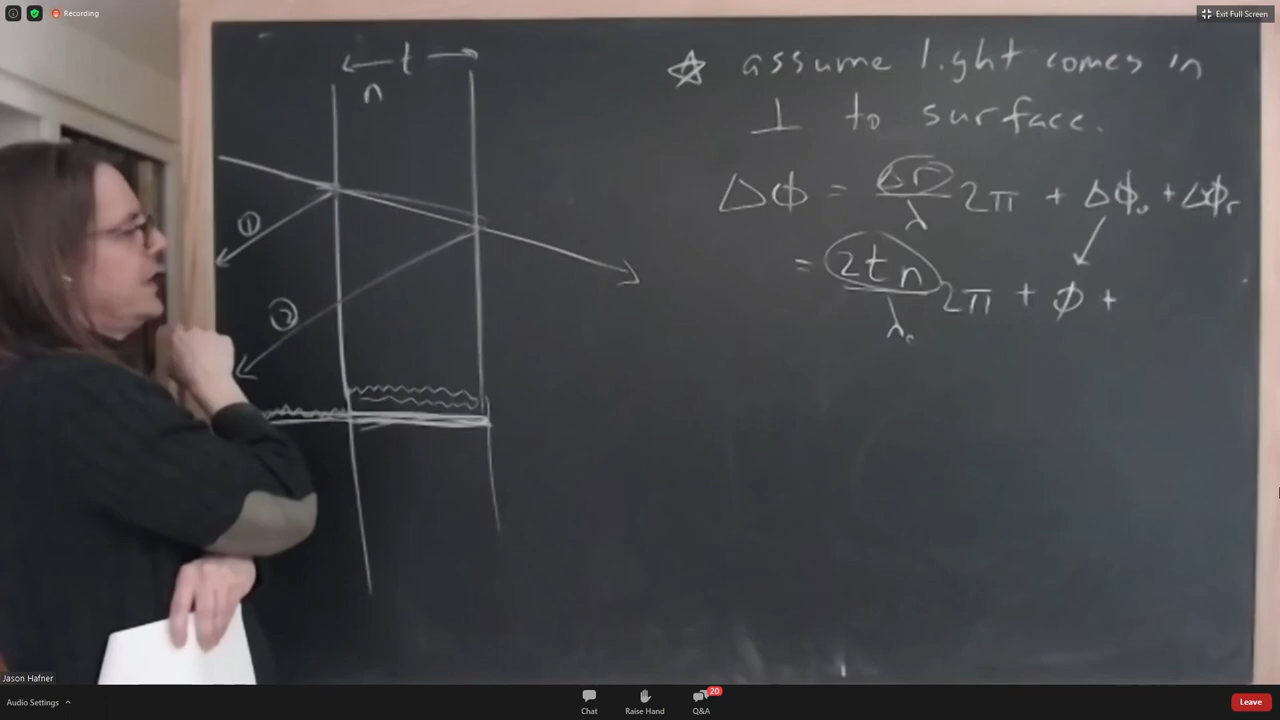 Recording
Exit Full Screen
← t →
n
①
②
☆ assume light comes in
⊥ to surface.
Δϕ = Δr/λ 2π + Δϕ₀ + Δϕᵣ
= 2tn/λ₀ 2π + ϕ +
Jason Hafner
Audio Settings
Chat
Raise Hand
20
Q&A
Leave